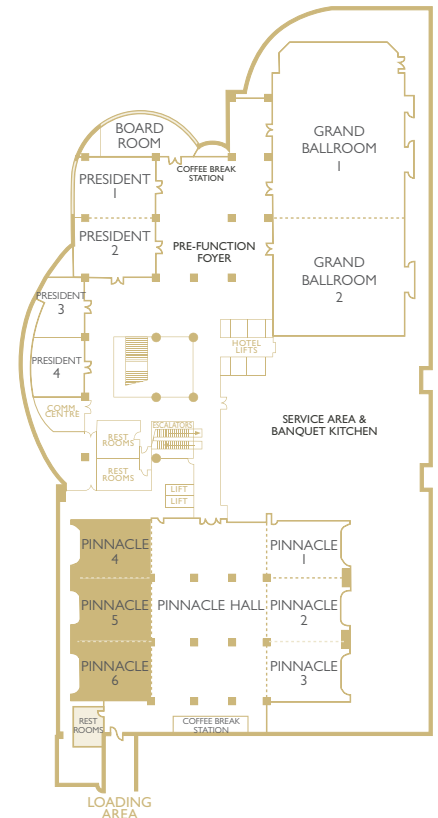 BOARD
ROOM
GRAND
BALLROOM
1
COFFEE BREAK
STATION
PRESIDENT
1
PRESIDENT
2
PRE-FUNCTION
FOYER
GRAND
BALLROOM
2
PRESIDENT
3
HOTEL
LIFTS
PRESIDENT
4
COMM.
CENTRE
ESCALATORS
SERVICE AREA &
BANQUET KITCHEN
REST
ROOMS
REST
ROOMS
LIFT
LIFT
PINNACLE
4
PINNACLE
1
PINNACLE
5
PINNACLE HALL
PINNACLE
2
PINNACLE
6
PINNACLE
3
REST
ROOMS
COFFEE BREAK
STATION
LOADING
AREA